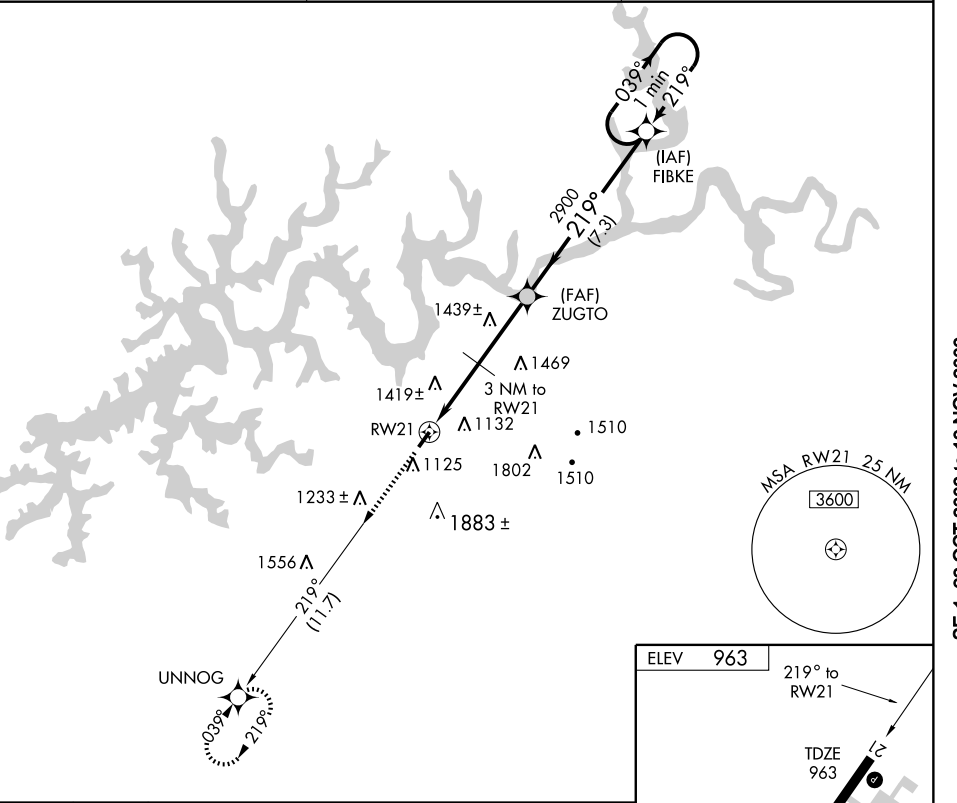 039°
1 min
219°
(IAF)
FIBKE
2900
219°
(7.3)
(FAF)
ZUGTO
1439±
1469
3 NM to
RW21
1419±
RW21
1132
1510
1125
1802
1510
1233 ±
1883 ±
1556
219°
(11.7)
UNNOG
039°
219°
MSA RW21 25 NM
3600
ELEV 963
219° to
RW21
TDZE
963
21
P